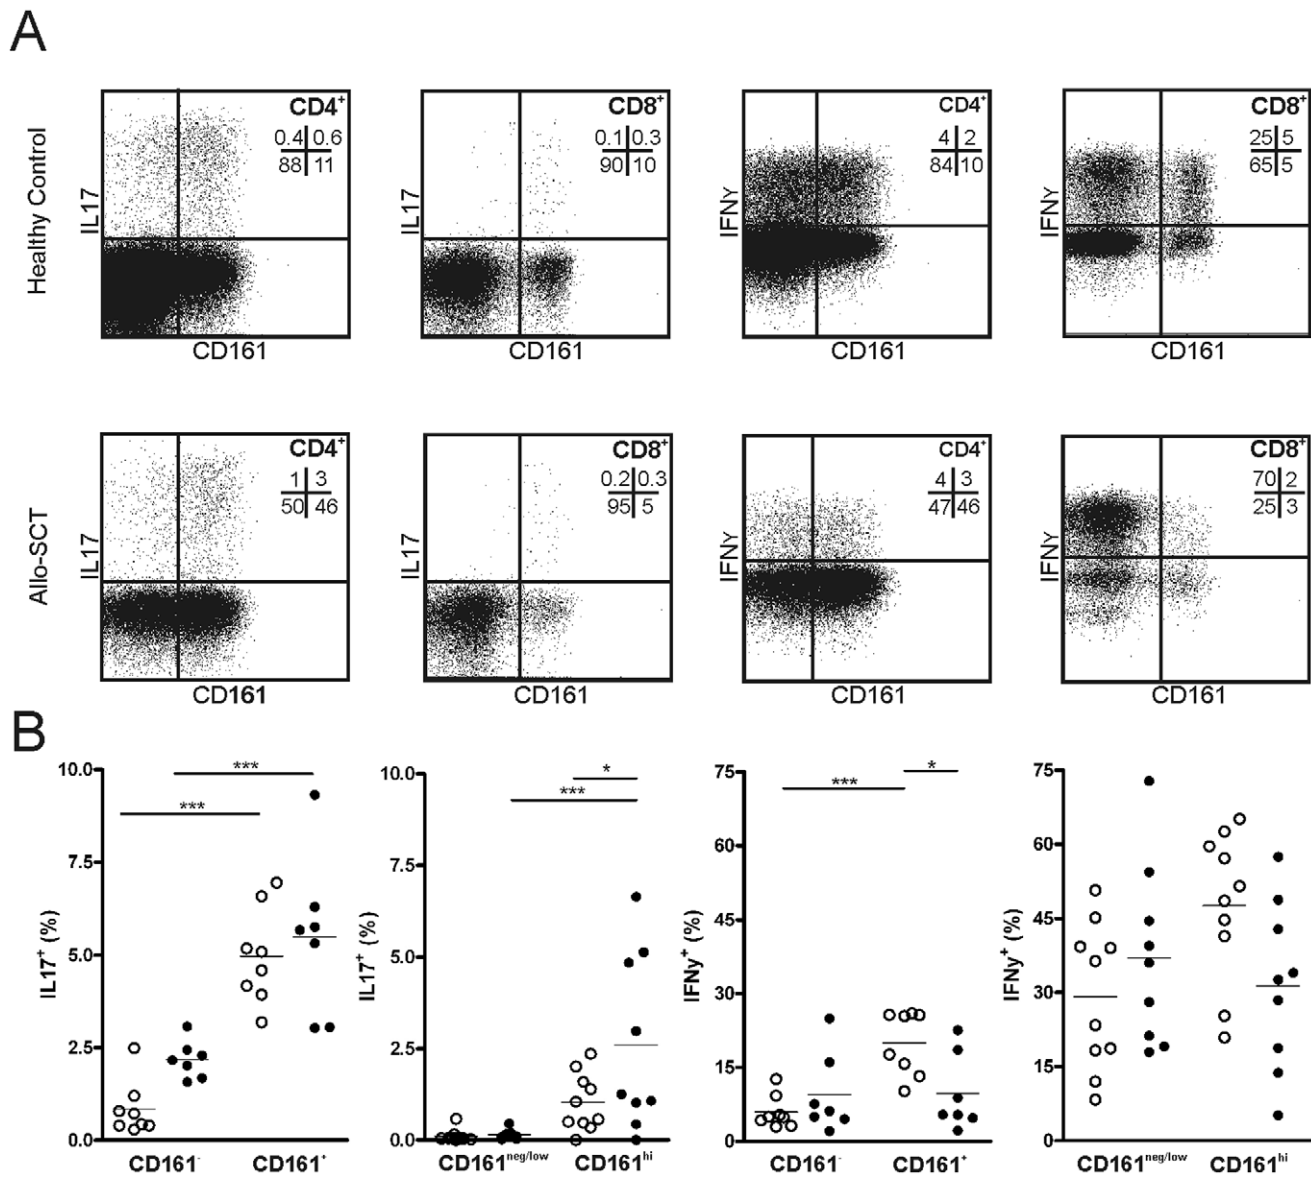 A
Healthy Control
IL17
CD4⁺
0.4 0.6
88 11
CD161
IL17
CD8⁺
0.1 0.3
90 10
CD161
IFNγ
CD4⁺
4 2
84 10
CD161
IFNγ
CD8⁺
25 5
65 5
CD161
Allo-SCT
IL17
CD4⁺
1 3
50 46
CD161
IL17
CD8⁺
0.2 0.3
95 5
CD161
IFNγ
CD4⁺
4 3
47 46
CD161
IFNγ
CD8⁺
70 2
25 3
CD161
B
IL17⁺ (%)
10.0
7.5
5.0
2.5
0.0
***
***
CD161⁻ CD161⁺
IL17⁺ (%)
10.0
7.5
5.0
2.5
0.0
*
***
CD161neg/low CD161hi
IFNy⁺ (%)
75
60
45
30
15
0
*** *
CD161⁻ CD161⁺
IFNy⁺ (%)
75
60
45
30
15
0
CD161neg/low CD161hi